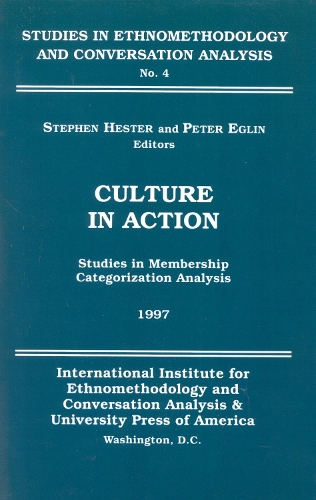 STUDIES IN ETHNOMETHODOLOGY
AND CONVERSATION ANALYSIS
No. 4
STEPHEN HESTER and PETER EGLIN
Editors
CULTURE
IN ACTION
Studies in Membership
Categorization Analysis
1997
International Institute for
Ethnomethodology and
Conversation Analysis &
University Press of America
Washington, D.C.